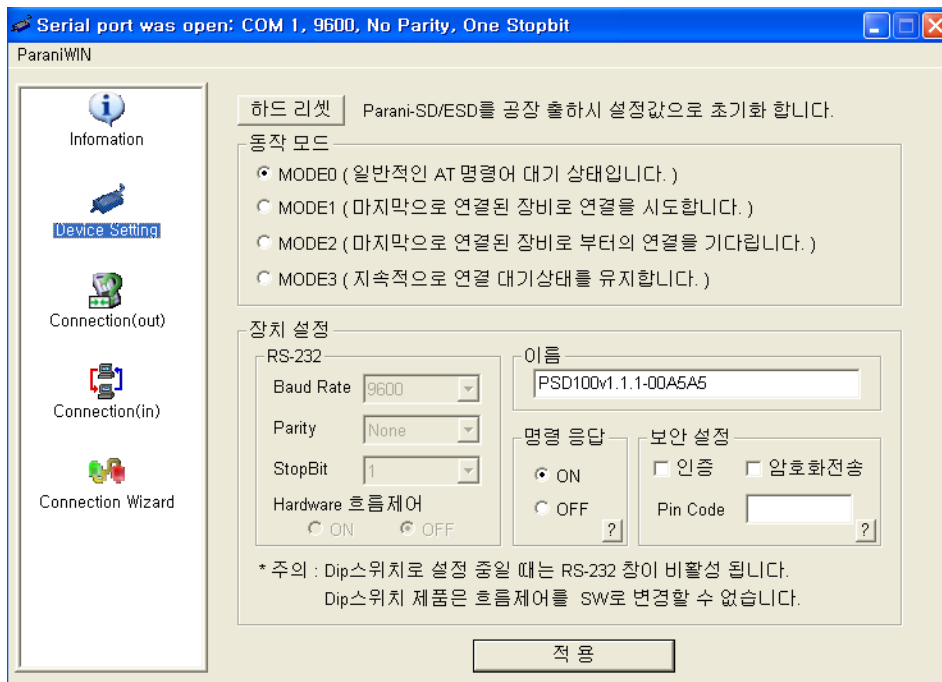 Serial port was open: COM 1, 9600, No Parity, One Stopbit
ParaniWIN
Infomation
Device Setting
Connection(out)
Connection(in)
Connection Wizard
하드 리셋 Parani-SD/ESD를 공장 출하시 설정값으로 초기화 합니다.
동작 모드
MODE0 ( 일반적인 AT 명령어 대기 상태입니다. )
MODE1 ( 마지막으로 연결된 장비로 연결을 시도합니다. )
MODE2 ( 마지막으로 연결된 장비로 부터의 연결을 기다립니다. )
MODE3 ( 지속적으로 연결 대기상태를 유지합니다. )
장치 설정
RS-232
Baud Rate 9600
Parity None
StopBit 1
Hardware 흐름제어
ON OFF
이름
PSD100v1.1.1-00A5A5
명령 응답
ON
OFF
?
보안 설정
인증 암호화전송
Pin Code
?
* 주의 : Dip스위치로 설정 중일 때는 RS-232 창이 비활성 됩니다.
Dip스위치 제품은 흐름제어를 SW로 변경할 수 없습니다.
적 용